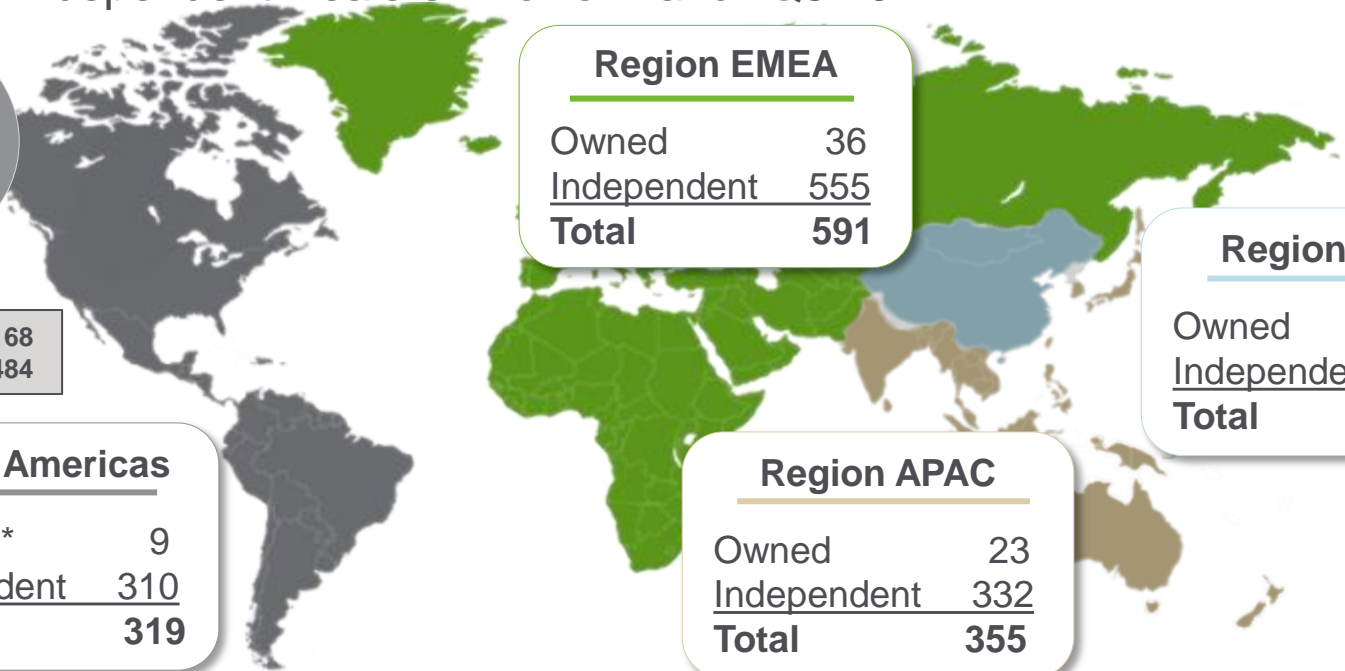 Region EMEA
Owned 36
Independent 555
Total 591
Region
Owned
Total
68
484
Americas
* 9
310
319
Region APAC
Owned 23
Independent 332
Total 355